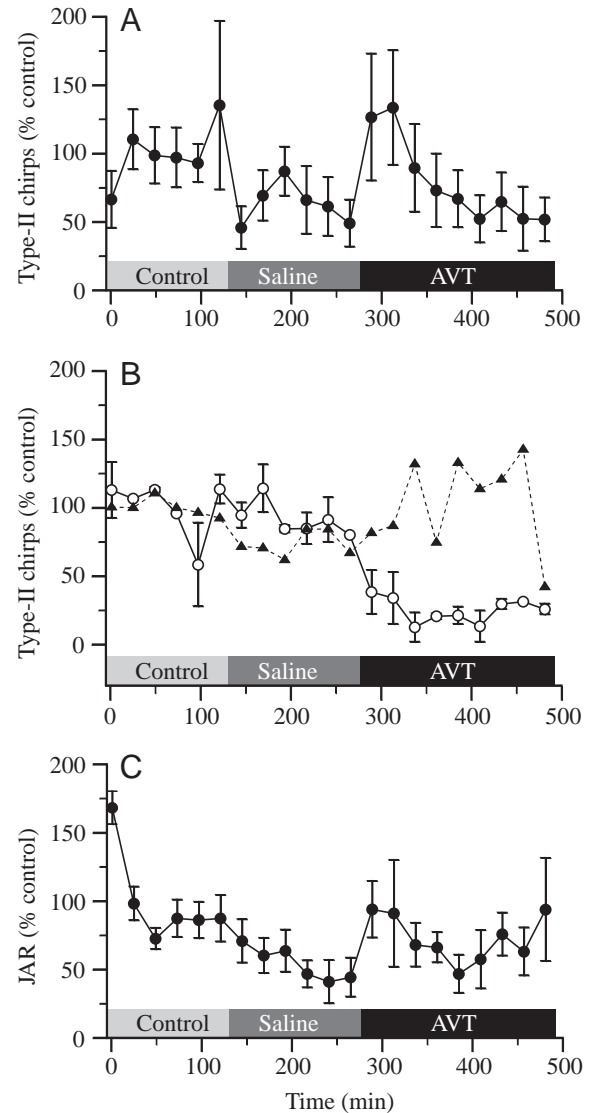 A
Type-II chirps (% control)
200
150
100
50
0
Control Saline AVT
0 100 200 300 400 500
B
Type-II chirps (% control)
200
150
100
50
0
Control Saline AVT
0 100 200 300 400 500
C
JAR (% control)
200
150
100
50
0
Control Saline AVT
0 100 200 300 400 500
Time (min)